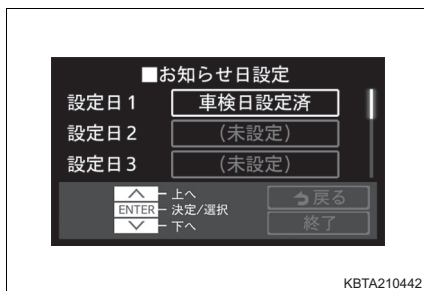 ■お知らせ日設定
設定日1 車検日設定済
設定日2 (未設定)
設定日3 (未設定)
上へ
ENTER 決定/選択 戻る
下へ 終了
KBTA210442